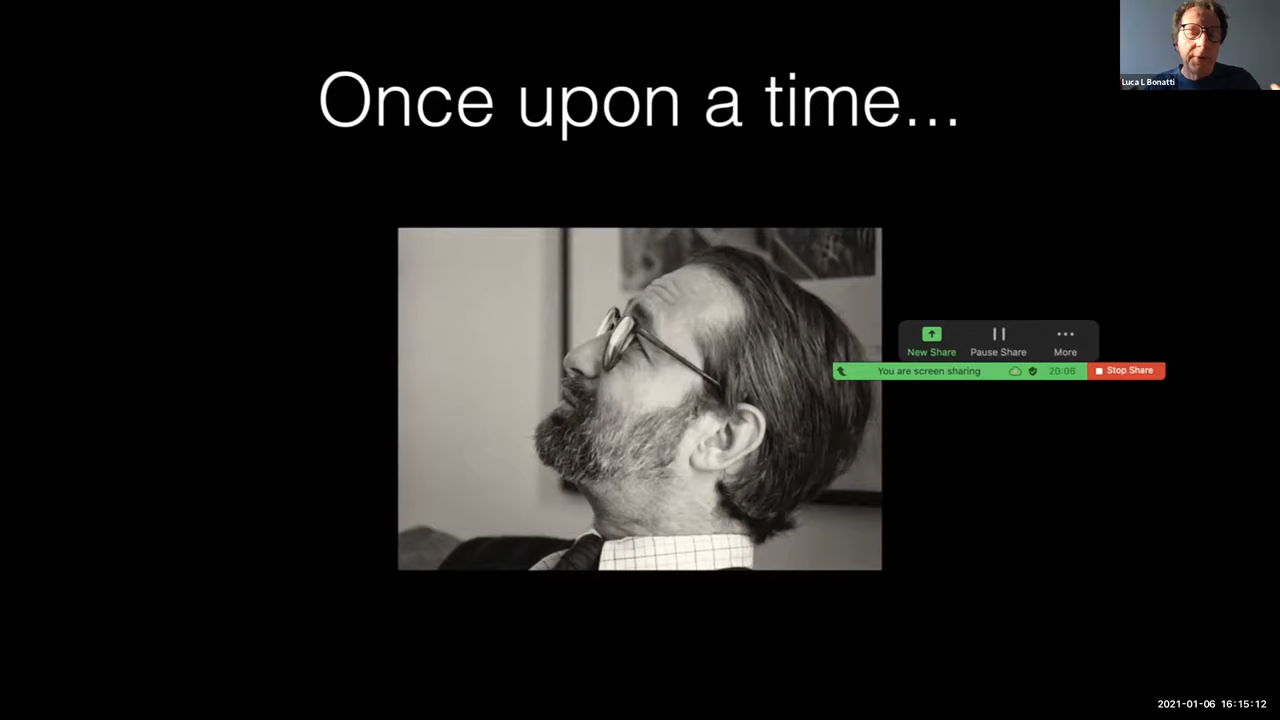 Once upon a time...
Luca L Bonatti
New Share
Pause Share
More
You are screen sharing
20:06
Stop Share
2021-01-06 16:15:12